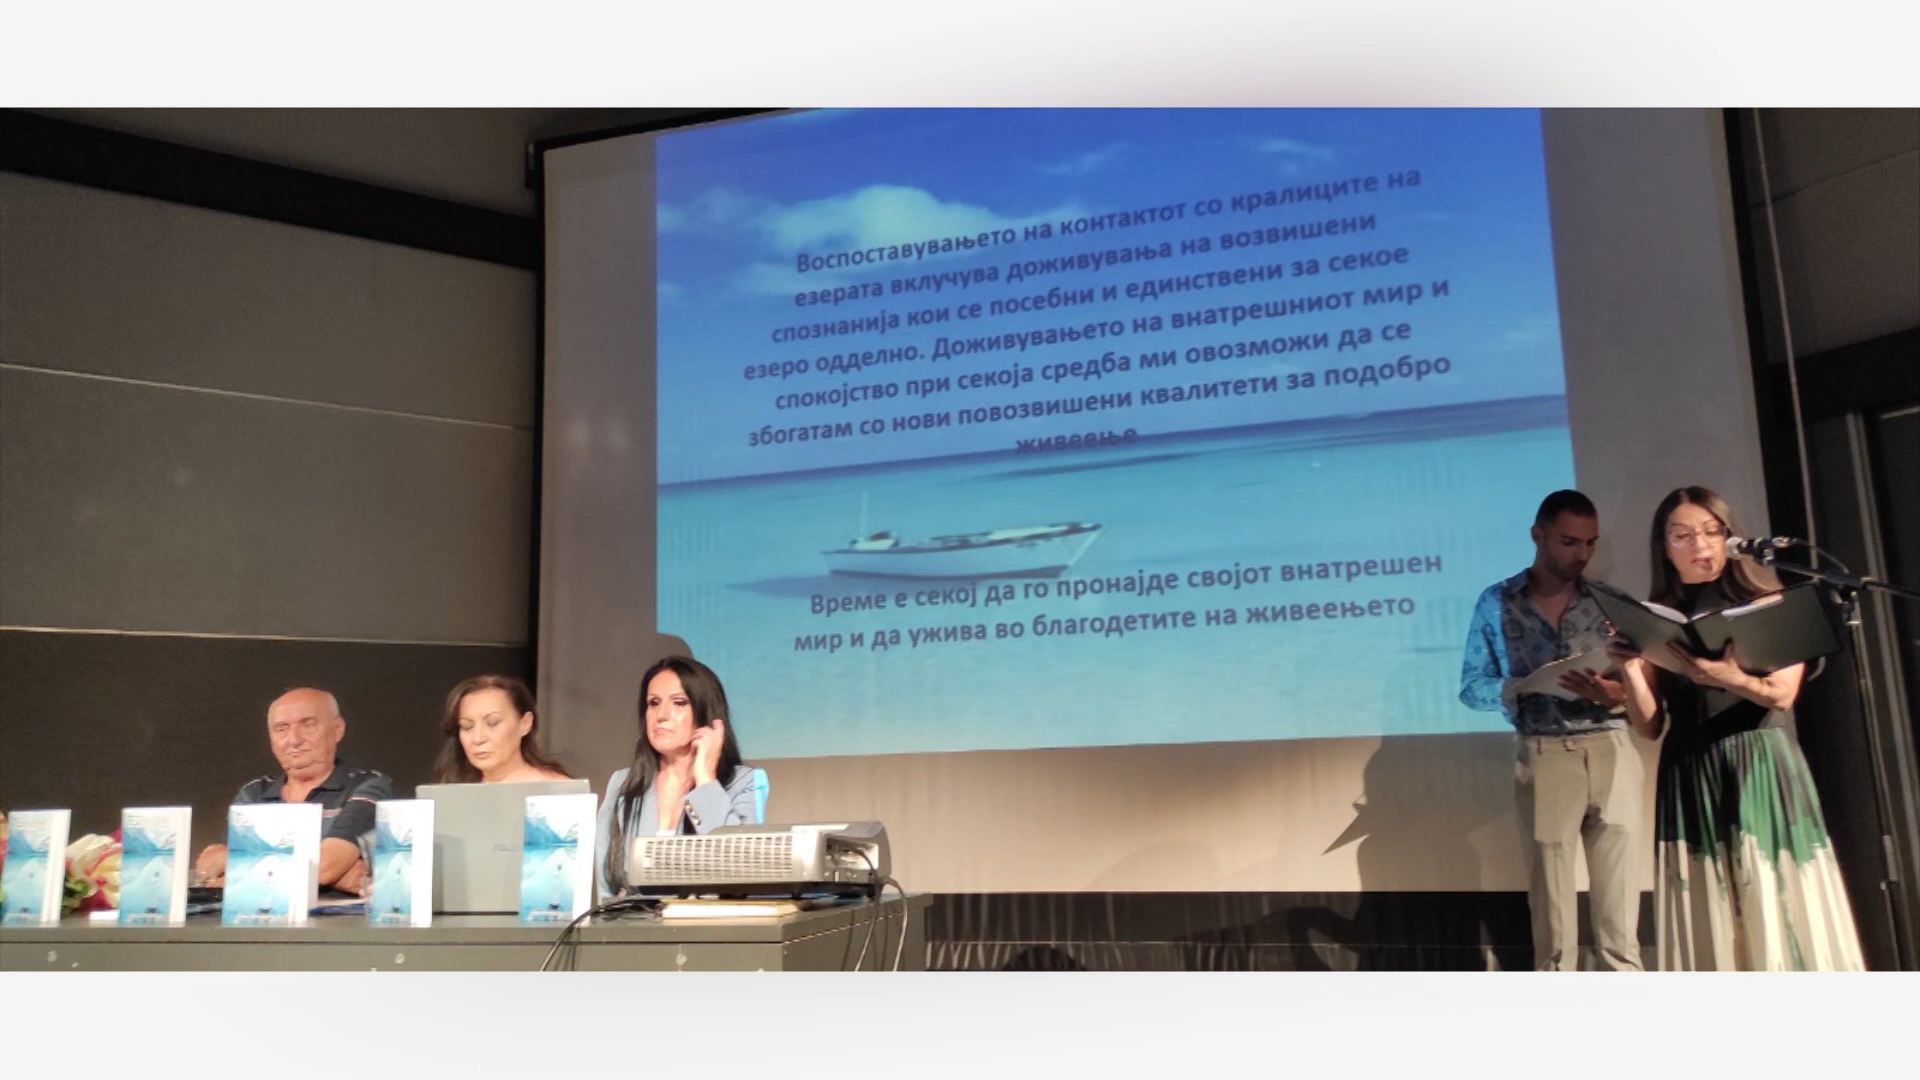 Воспоставувањето на контактот со кралиците на
езерата вклучува доживувања на возвишени
спознанија кои се посебни и единствени за секое
езеро одделно. Доживувањето на внатрешниот мир и
спокојство при секоја средба ми овозможи да се
збогатам со нови повозвишени квалитети за подобро
живеење
Време е секој да го пронајде својот внатрешен
мир и да ужива во благодетите на живеењето